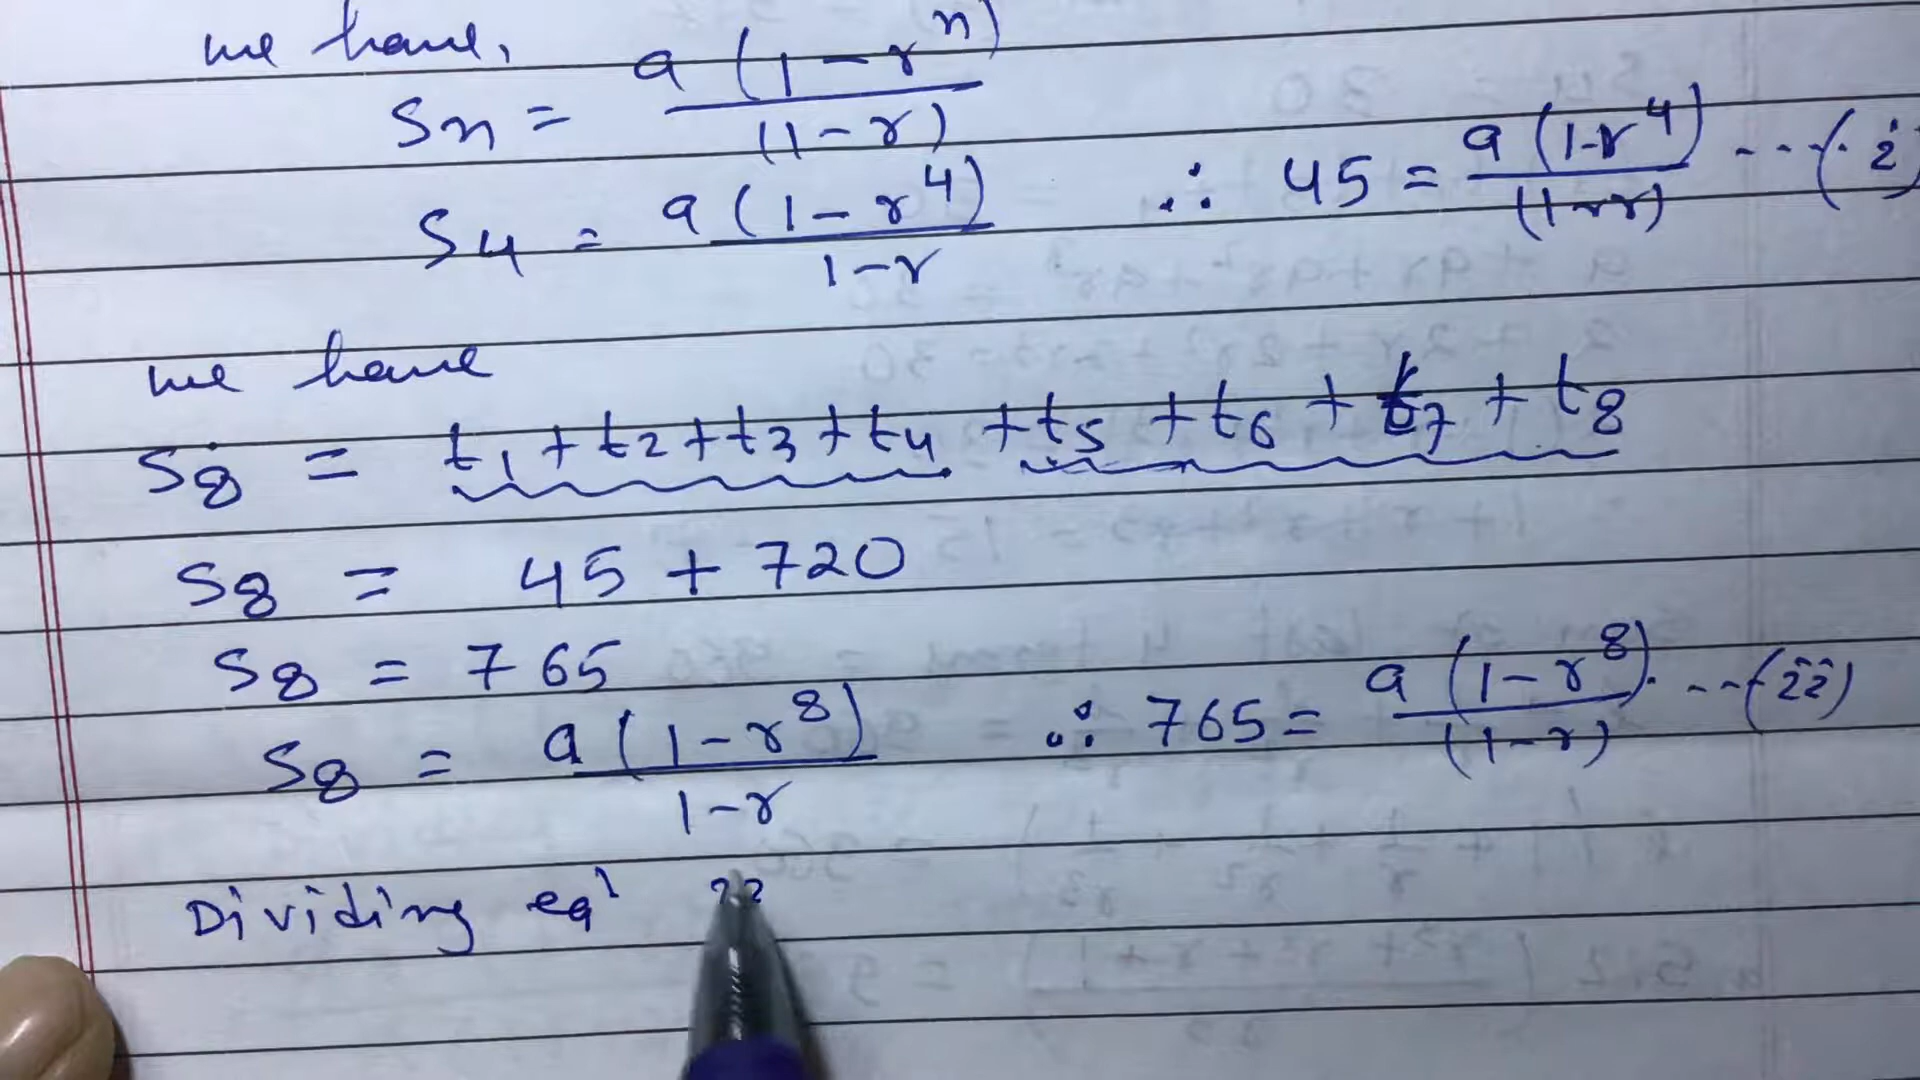 we have,
Sn = a(1-r^n) / (1-r)
S4 = a(1-r^4) / 1-r ∴ 45 = a(1-r^4) / (1-r) ----(i)
we have
S8 = t1+t2+t3+t4+t5+t6+t7+t8
S8 = 45 + 720
S8 = 765
S8 = a(1-r^8) / 1-r ∴ 765 = a(1-r^8) / (1-r) ---(ii)
Dividing eq^n ii